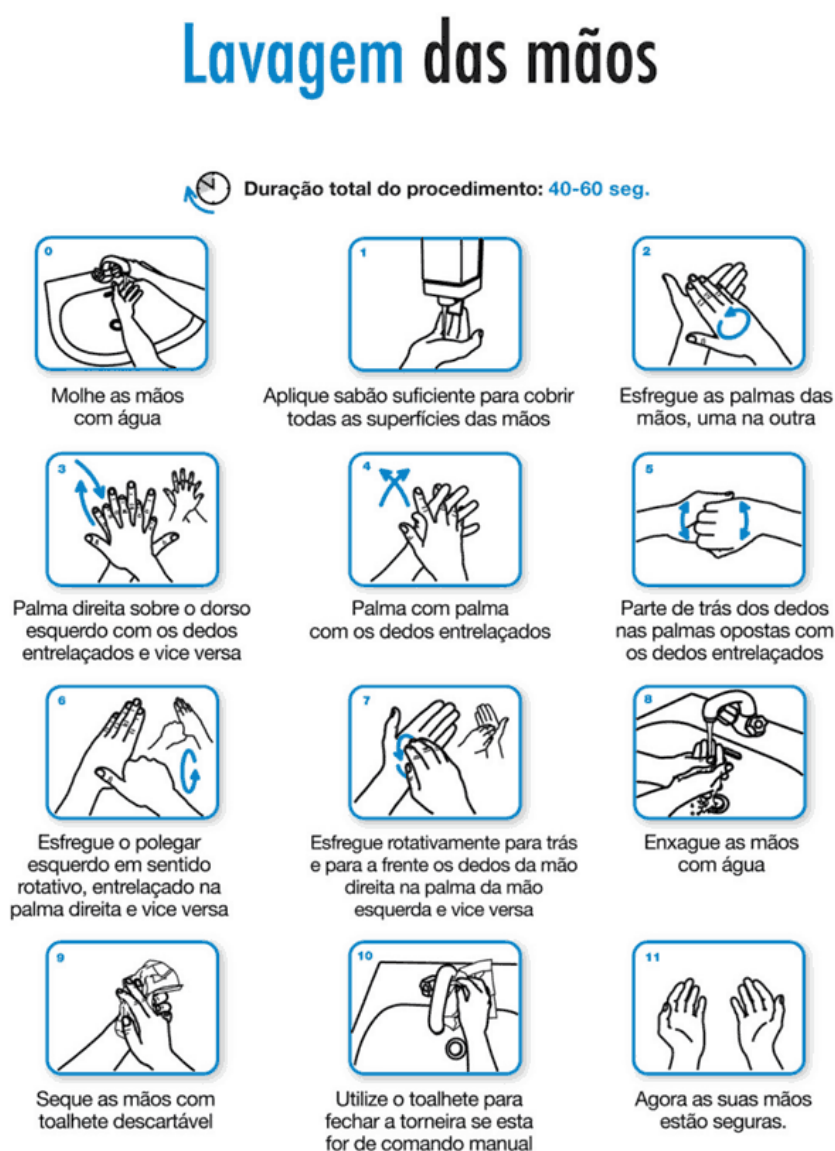 Lavagem das mãos
Duração total do procedimento: 40-60 seg.
0
Molhe as mãos
com água
1
Aplique sabão suficiente para cobrir
todas as superfícies das mãos
2
Esfregue as palmas das
mãos, uma na outra
3
Palma direita sobre o dorso
esquerdo com os dedos
entrelaçados e vice versa
4
Palma com palma
com os dedos entrelaçados
5
Parte de trás dos dedos
nas palmas opostas com
os dedos entrelaçados
6
Esfregue o polegar
esquerdo em sentido
rotativo, entrelaçado na
palma direita e vice versa
7
Esfregue rotativamente para trás
e para a frente os dedos da mão
direita na palma da mão
esquerda e vice versa
8
Enxague as mãos
com água
9
Seque as mãos com
toalhete descartável
10
Utilize o toalhete para
fechar a torneira se esta
for de comando manual
11
Agora as suas mãos
estão seguras.